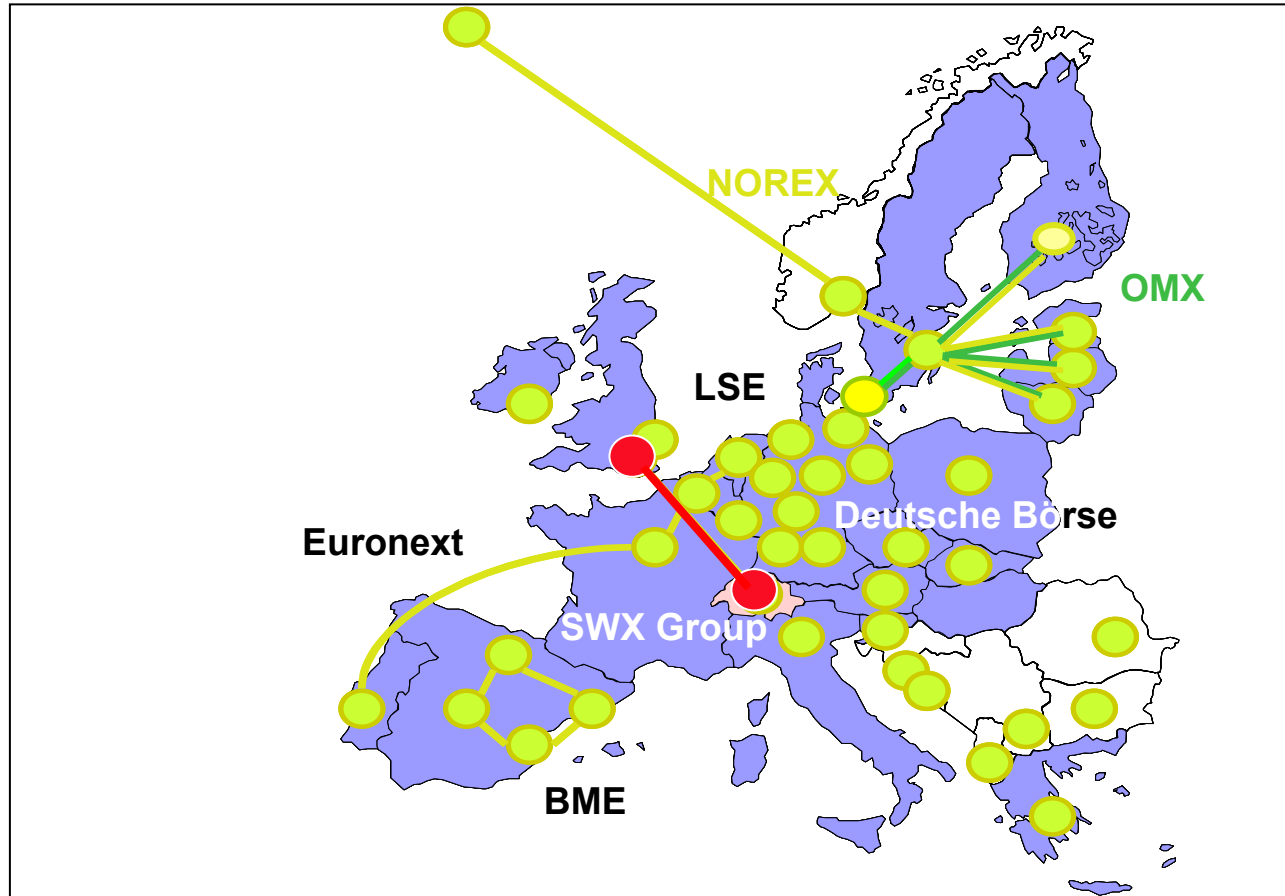 NOREX
OMX
LSE
Deutsche Börse
Euronext
SWX Group
BME